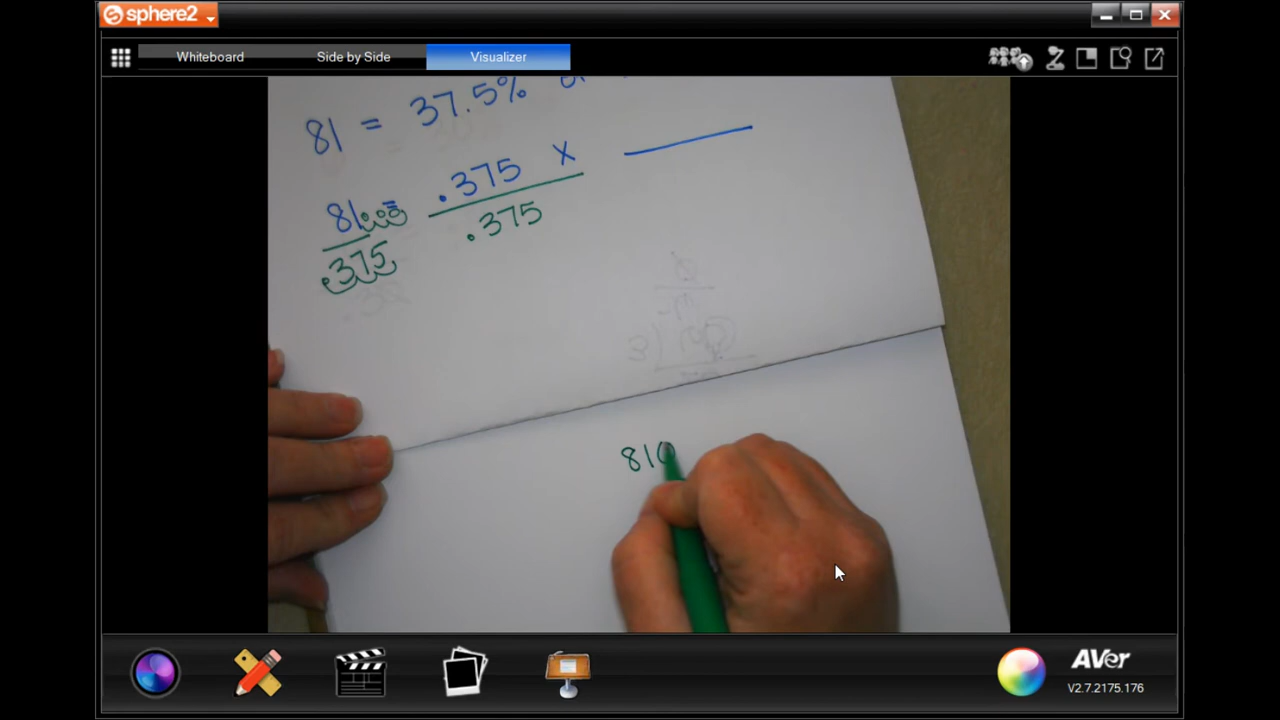 sphere2
Whiteboard Side by Side Visualizer
81 = 37.5%
81 = .375 x
.375 .375
810
AVer
V2.7.2175.176